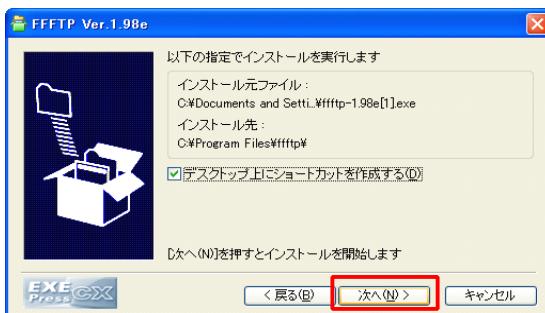 FFFTP Ver.1.98e
以下の指定でインストールを実行します
インストール元ファイル：
C:¥Documents and Setti..¥ffftp-1.98e[1].exe
インストール先：
C:¥Program Files¥ffftp¥
デスクトップ上にショートカットを作成する(D)
[次へ(N)]を押すとインストールを開始します
EXE
Press CX
< 戻る(B) 次へ(N) > キャンセル